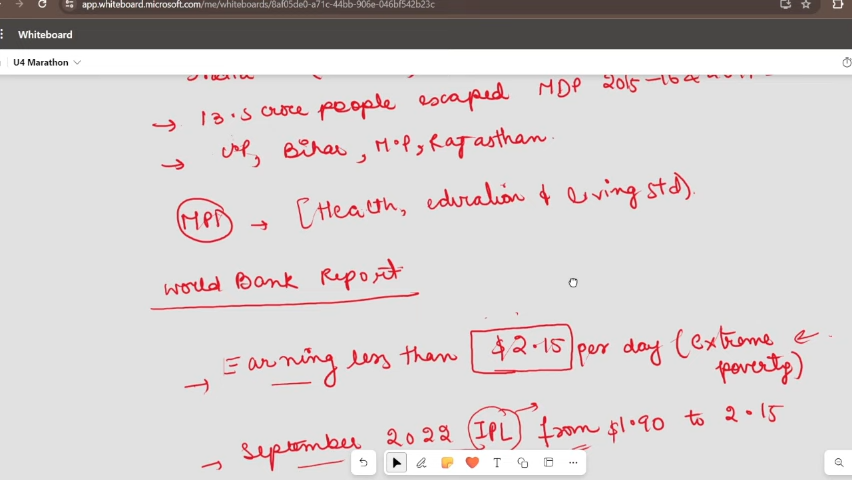 app.whiteboard.microsoft.com/me/whiteboards/8af05de0-a71c-44bb-906e-046bf542b23c
Whiteboard
U4 Marathon
→ 13.5 crore people escaped MDP 2015-16
→ UP, Bihar, M.P, Rajasthan.
MPI → [Health, education & living std).
World Bank Report
→ Earning less than $2.15 per day (extreme ←
poverty)
→ September 2022 IPL from $1.90 to 2.15
T